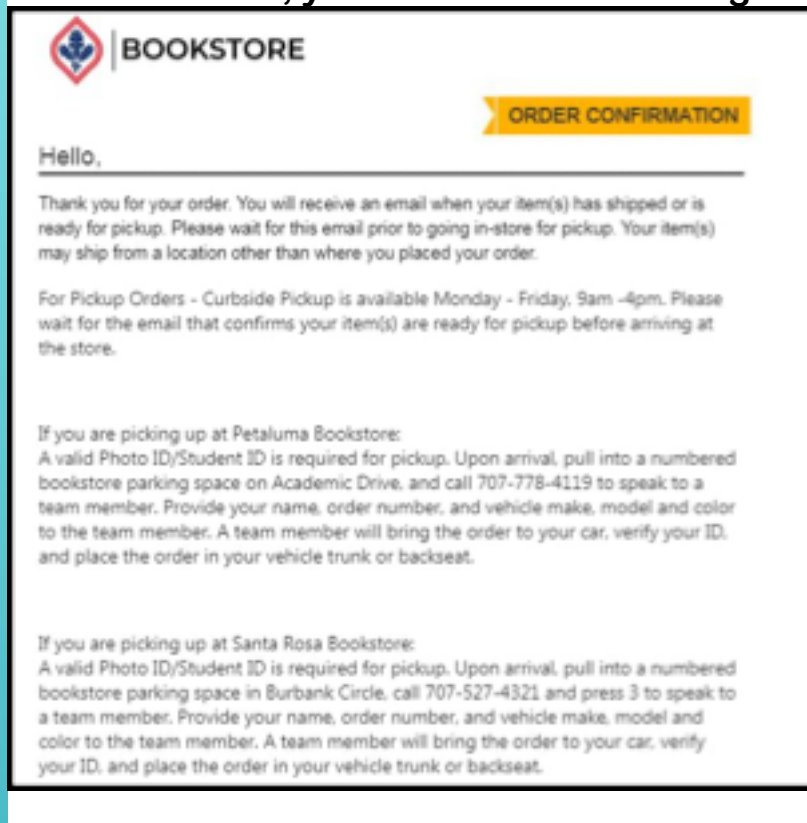 BOOKSTORE
ORDER CONFIRMATION
Hello,
Thank you for your order. You will receive an email when your item(s) has shipped or is
ready for pickup. Please wait for this email prior to going in-store for pickup. Your item(s)
may ship from a location other than where you placed your order.
For Pickup Orders - Curbside Pickup is available Monday - Friday, 9am -4pm. Please
wait for the email that confirms your item(s) are ready for pickup before arriving at
the store.
If you are picking up at Petaluma Bookstore:
A valid Photo ID/Student ID is required for pickup. Upon arrival, pull into a numbered
bookstore parking space on Academic Drive, and call 707-778-4119 to speak to a
team member. Provide your name, order number, and vehicle make, model and color
to the team member. A team member will bring the order to your car, verify your ID,
and place the order in your vehicle trunk or backseat.
If you are picking up at Santa Rosa Bookstore:
A valid Photo ID/Student ID is required for pickup. Upon arrival, pull into a numbered
bookstore parking space in Burbank Circle, call 707-527-4321 and press 3 to speak to
a team member. Provide your name, order number, and vehicle make, model and
color to the team member. A team member will bring the order to your car, verify
your ID, and place the order in your vehicle trunk or backseat.